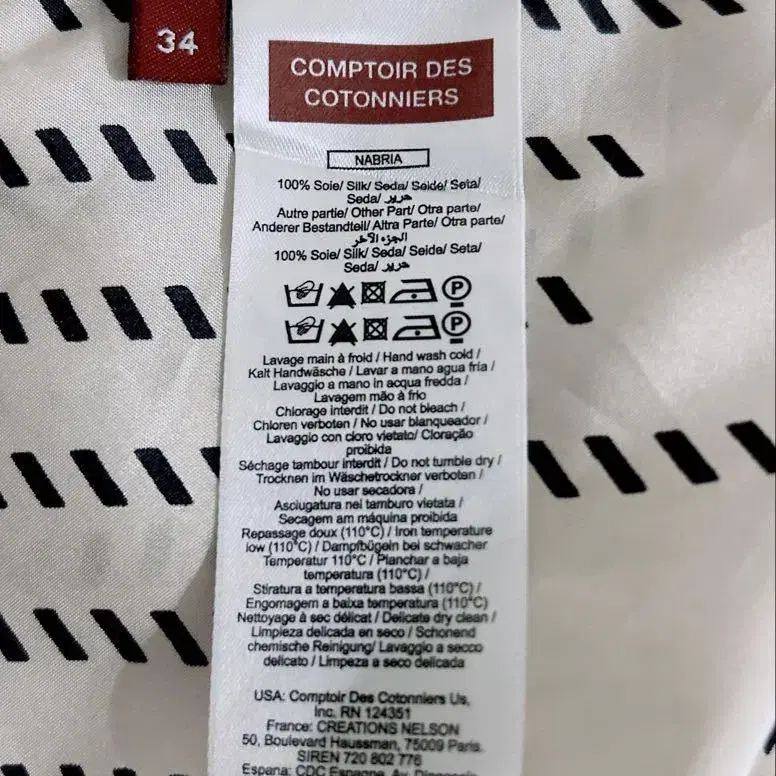 34
COMPTOIR DES
COTONNIERS
NABRIA
100% Soie/ Silk/ Seda/ Seide/ Seta/
Seda/ حرير
Autre partie/ Other Part/ Otra parte/
Anderer Bestandteil/ Altra Parte/ Otra parte/
الجزء الآخر
100% Soie/ Silk/ Seda/ Seide/ Seta/
Seda/ حرير
P
P
Lavage main à froid / Hand wash cold /
Kalt Handwäsche / Lavar a mano agua fría /
Lavaggio a mano in acqua fredda /
Lavagem mão à frio
Chlorage interdit / Do not bleach /
Chloren verboten / No usar blanqueador /
Lavaggio con cloro vietato/ Cloração
proibida
Séchage tambour interdit / Do not tumble dry /
Trocknen im Wäschetrockner verboten /
No usar secadora /
Asciugatura nel tamburo vietata /
Secagem am máquina proibida
Repassage doux (110°C) / Iron temperature
low (110°C) / Dampfbügeln bei schwacher
Temperatur 110°C / Planchar a baja
temperatura (110°C) /
Stiratura a temperatura bassa (110°C) /
Engomagem a baixa temperatura (110°C)
Nettoyage à sec délicat / Delicate dry clean /
Limpieza delicada en seco / Schonend
chemische Reinigung/ Lavaggio a secco
delicato / Limpeza a seco delicada
USA: Comptoir Des Cotonniers Us,
Inc. RN 124351
France: CREATIONS NELSON
50, Boulevard Haussman, 75009 Paris.
SIREN 720 802 776
Espana: CDC Espagne, Av. Diagonal